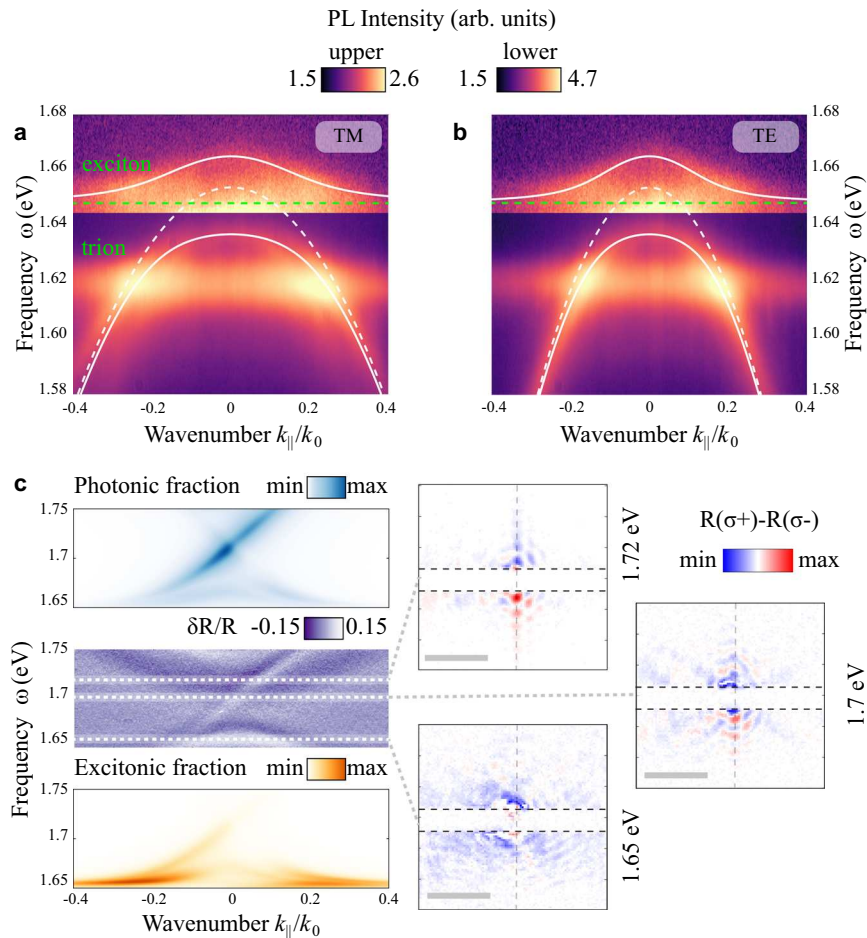 PL Intensity (arb. units)
upper
lower
1.5 2.6
1.5 4.7
a
TM
exciton
trion
1.68
1.66
1.64
1.62
1.60
1.58
Frequency ω (eV)
-0.4 -0.2 0 0.2 0.4
Wavenumber k||/k0
b
TE
1.68
1.66
1.64
1.62
1.60
1.58
Frequency ω (eV)
-0.4 -0.2 0 0.2 0.4
Wavenumber k||/k0
c
Photonic fraction min max
1.75
1.7
1.65
δR/R -0.15 0.15
1.75
1.7
1.65
Frequency ω (eV)
Excitonic fraction min max
1.7
1.65
-0.4 -0.2 0 0.2 0.4
Wavenumber k||/k0
1.72 eV
1.65 eV
R(σ+)-R(σ-)
min max
1.7 eV